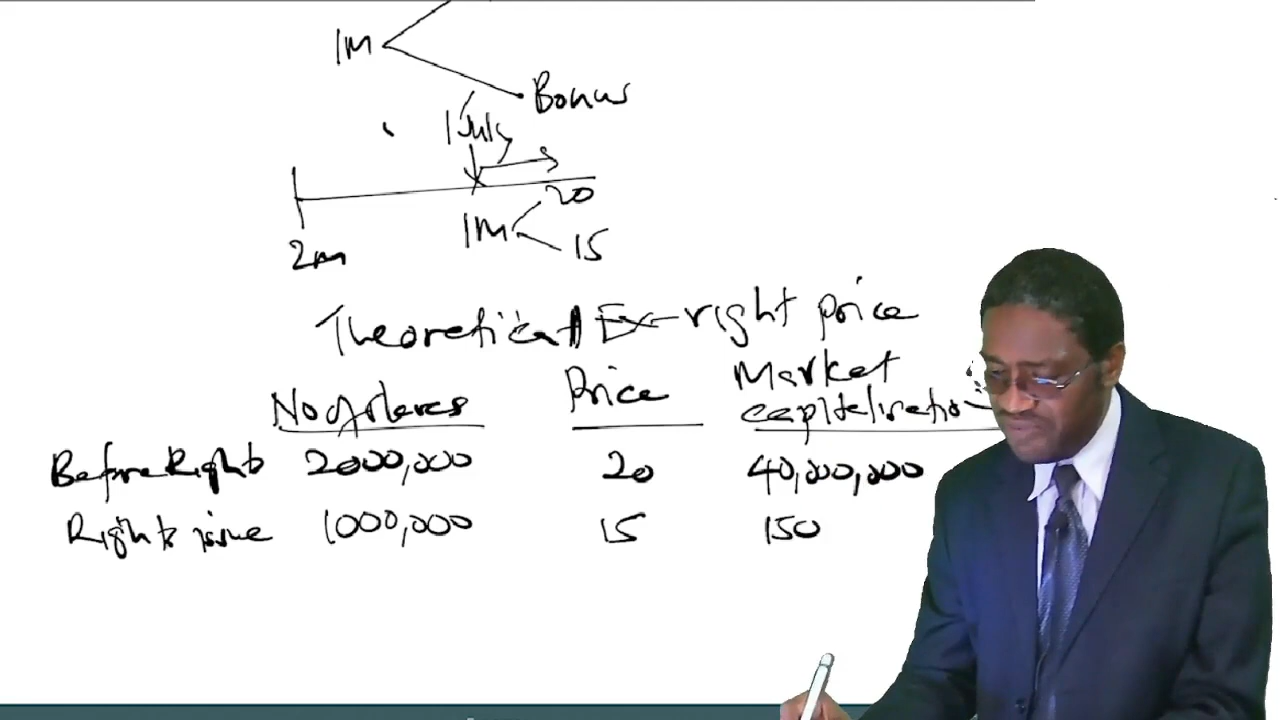 1M
Bonus
1 July
20
1M
2m
15
Theoretical Ex-right price
No of shares
Price
Market capitalisation
Before Rights 2000,000 20 40,000,000
Rights issue 1000,000 15 150